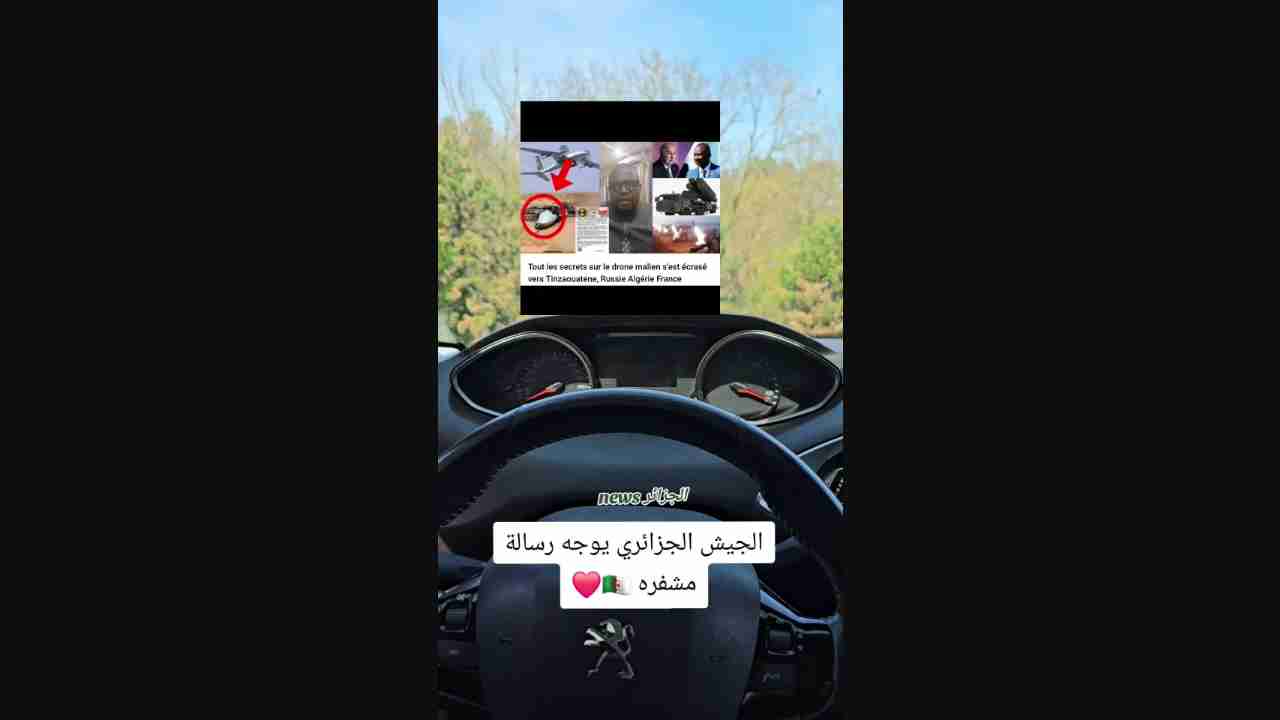 Tout les secrets sur le drone malien s'est écrasé
vers Tinzaouatène, Russie Algérie France
الجزائر news
الجيش الجزائري يوجه رسالة
مشفره 🇩🇿❤️